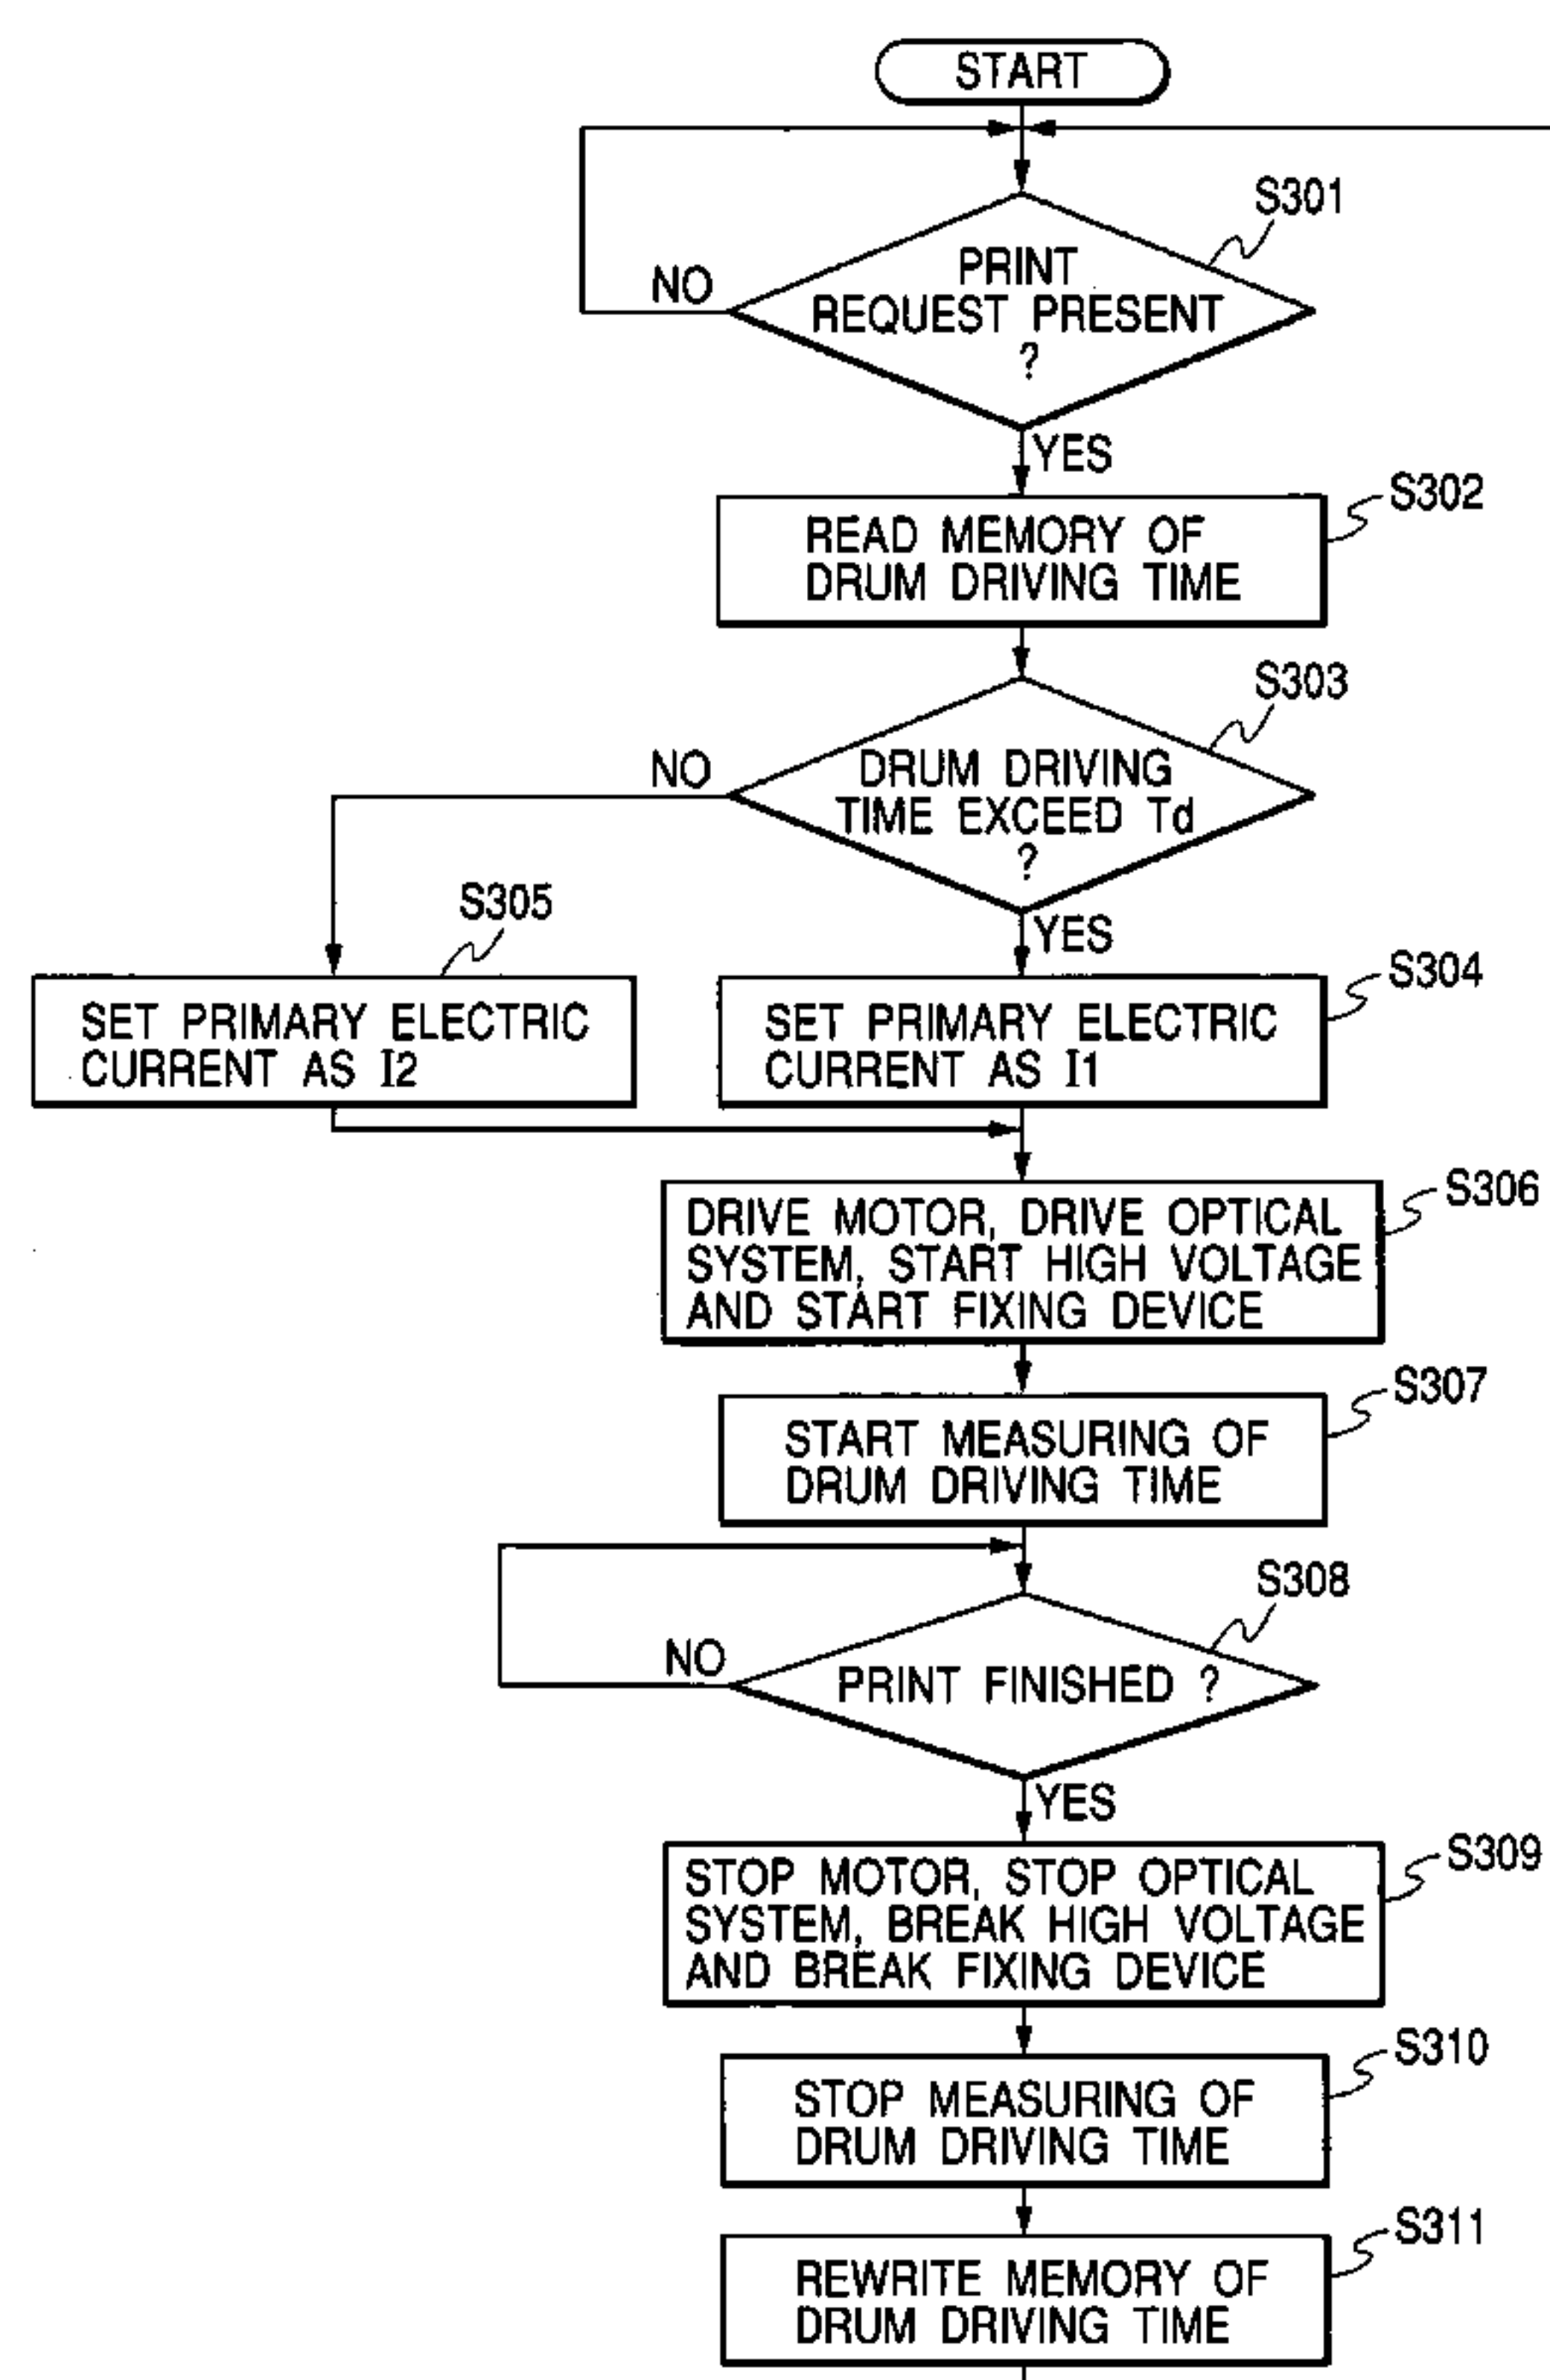 START
S301
PRINT
REQUEST PRESENT
?
NO
YES
S302
READ MEMORY OF
DRUM DRIVING TIME
S303
DRUM DRIVING
TIME EXCEED Td
?
NO
YES
S305
SET PRIMARY ELECTRIC
CURRENT AS I2
S304
SET PRIMARY ELECTRIC
CURRENT AS I1
S306
DRIVE MOTOR, DRIVE OPTICAL
SYSTEM, START HIGH VOLTAGE
AND START FIXING DEVICE
S307
START MEASURING OF
DRUM DRIVING TIME
S308
PRINT FINISHED ?
NO
YES
S309
STOP MOTOR, STOP OPTICAL
SYSTEM, BREAK HIGH VOLTAGE
AND BREAK FIXING DEVICE
S310
STOP MEASURING OF
DRUM DRIVING TIME
S311
REWRITE MEMORY OF
DRUM DRIVING TIME